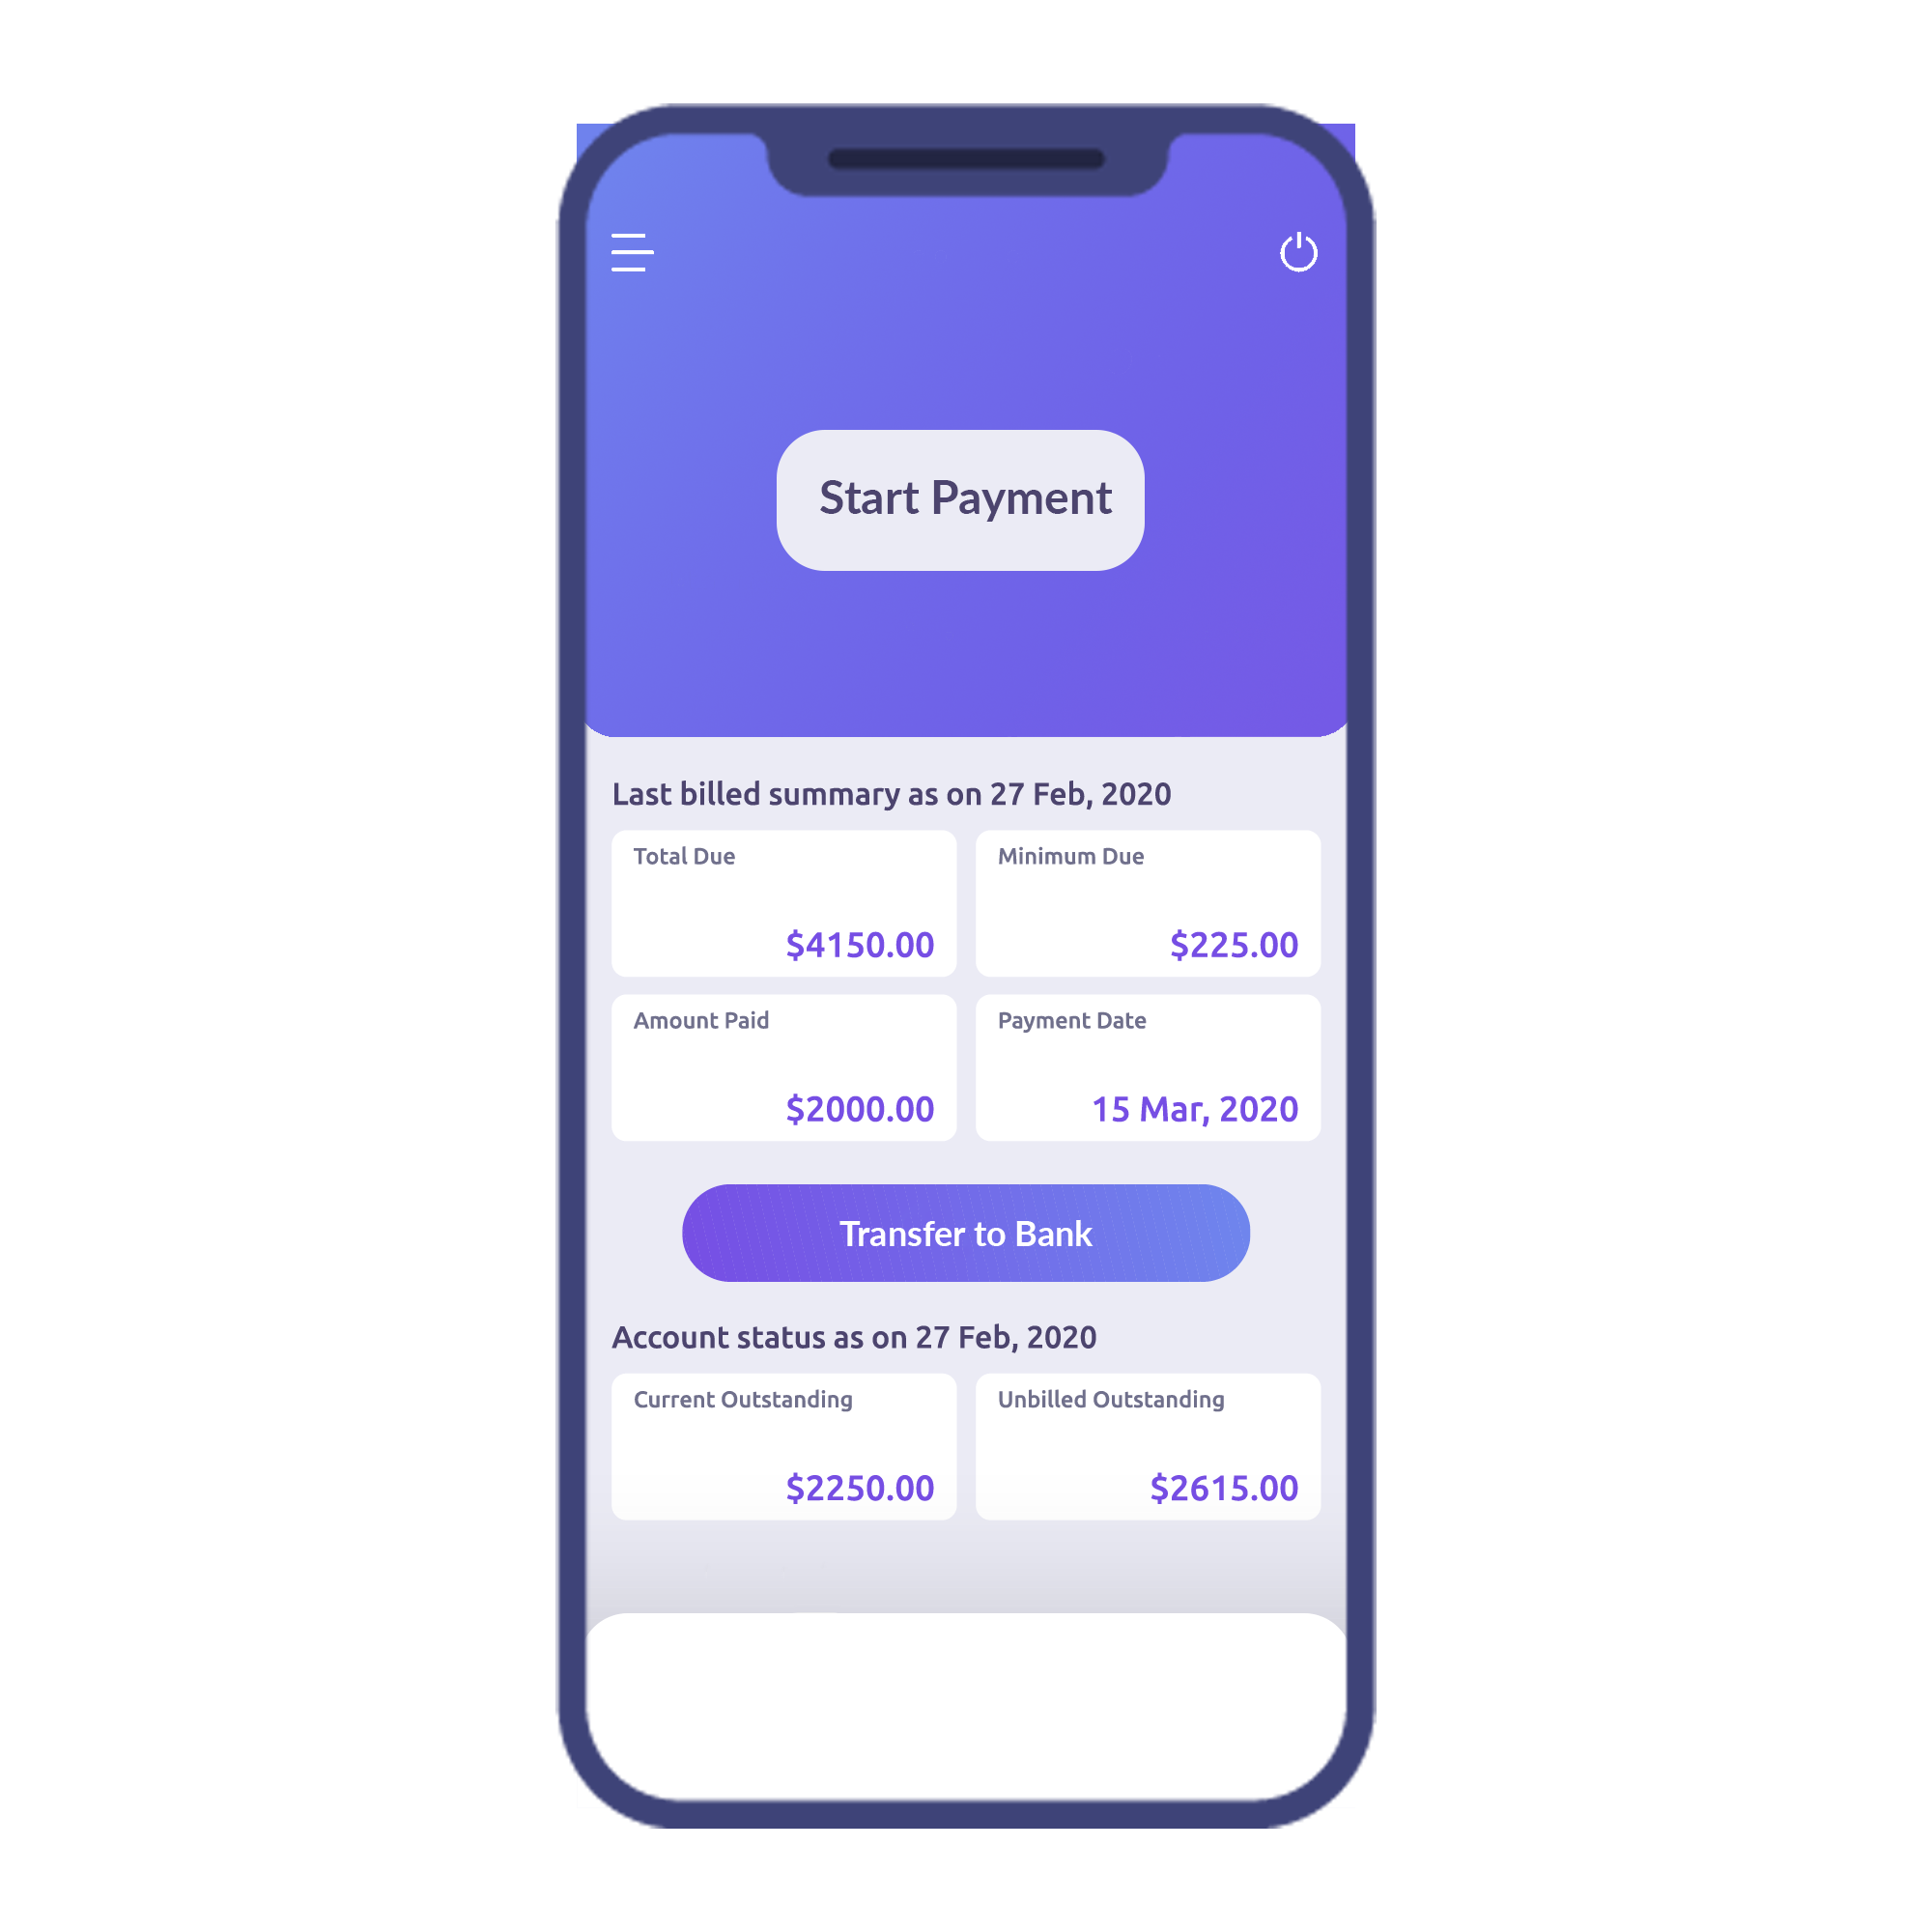 Start Payment
Last billed summary as on 27 Feb, 2020
Total Due
$4150.00
Minimum Due
$225.00
Amount Paid
$2000.00
Payment Date
15 Mar, 2020
Transfer to Bank
Account status as on 27 Feb, 2020
Current Outstanding
$2250.00
Unbilled Outstanding
$2615.00